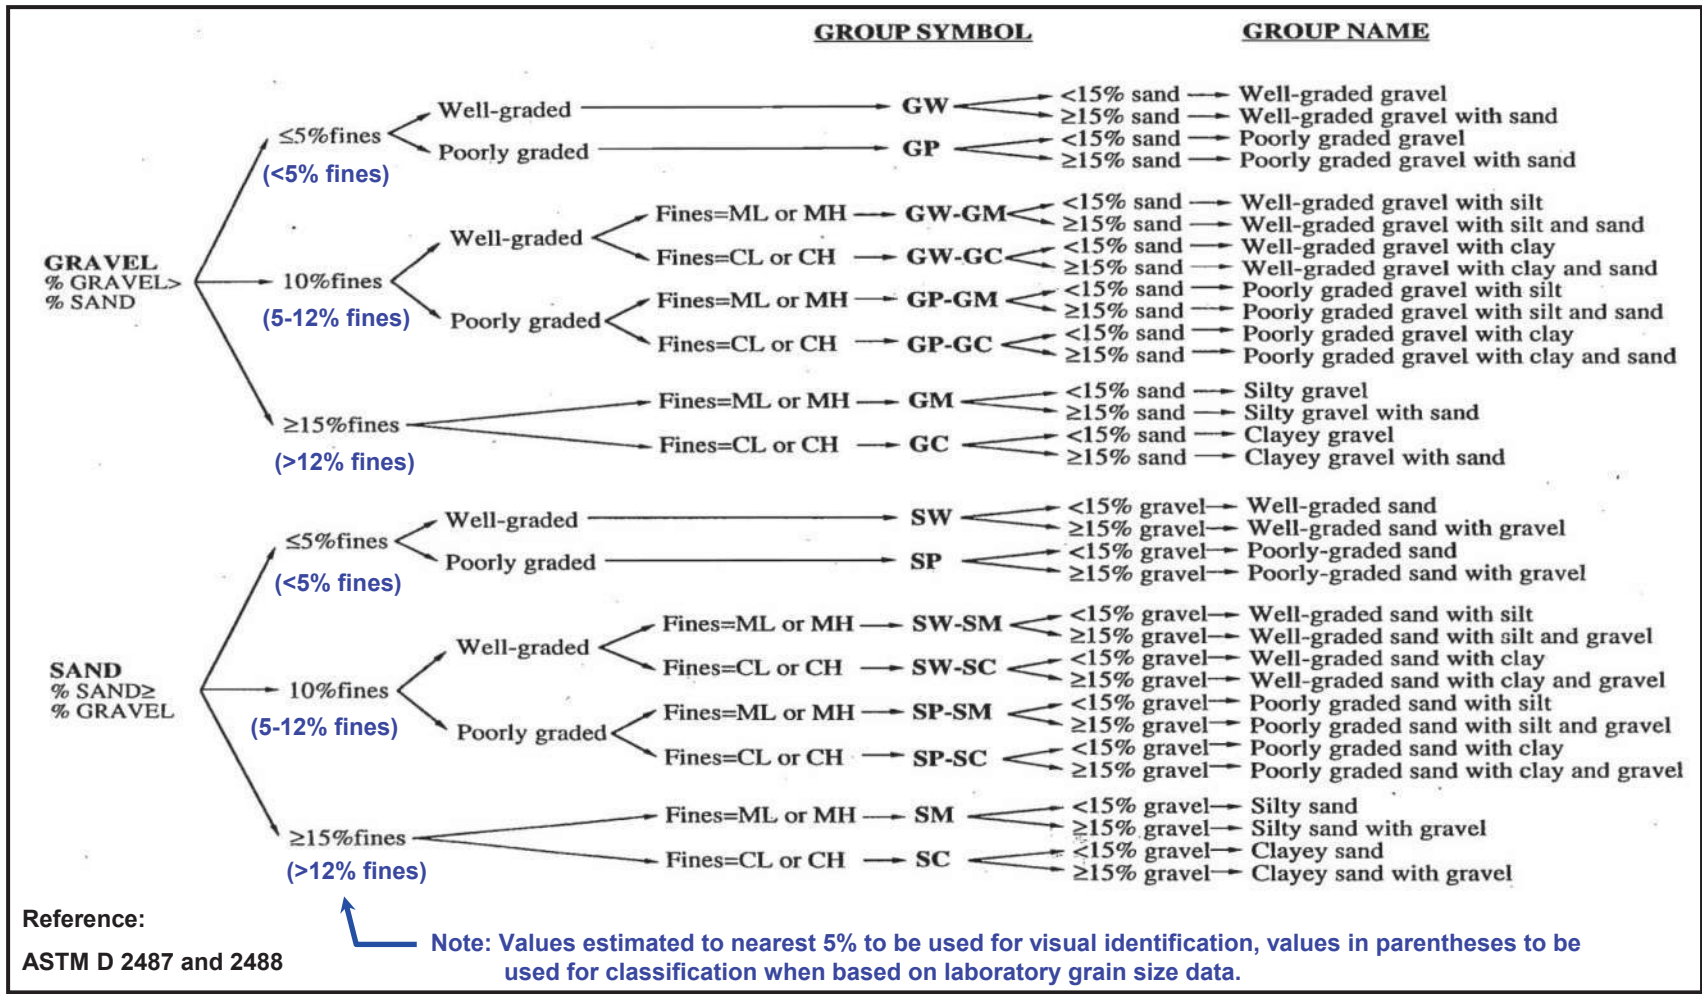 GROUP SYMBOL GROUP NAME
<15% sand Well-graded gravel
Well-graded GW
≥15% sand Well-graded gravel with sand
≤5%fines
<15% sand Poorly graded gravel
Poorly graded GP
≥15% sand Poorly graded gravel with sand
(<5% fines)
<15% sand Well-graded gravel with silt
Fines=ML or MH GW-GM
≥15% sand Well-graded gravel with silt and sand
Well-graded
<15% sand Well-graded gravel with clay
Fines=CL or CH GW-GC
≥15% sand Well-graded gravel with clay and sand
GRAVEL
% GRAVEL>
% SAND
10%fines
<15% sand Poorly graded gravel with silt
Fines=ML or MH GP-GM
≥15% sand Poorly graded gravel with silt and sand
(5-12% fines)
Poorly graded
<15% sand Poorly graded gravel with clay
Fines=CL or CH GP-GC
≥15% sand Poorly graded gravel with clay and sand
<15% sand Silty gravel
Fines=ML or MH GM
≥15% sand Silty gravel with sand
≥15%fines
<15% sand Clayey gravel
Fines=CL or CH GC
≥15% sand Clayey gravel with sand
(>12% fines)
<15% gravel Well-graded sand
Well-graded SW
≥15% gravel Well-graded sand with gravel
≤5%fines
<15% gravel Poorly-graded sand
Poorly graded SP
≥15% gravel Poorly-graded sand with gravel
(<5% fines)
<15% gravel Well-graded sand with silt
Fines=ML or MH SW-SM
≥15% gravel Well-graded sand with silt and gravel
Well-graded
<15% gravel Well-graded sand with clay
Fines=CL or CH SW-SC
≥15% gravel Well-graded sand with clay and gravel
SAND
% SAND≥
% GRAVEL
10%fines
<15% gravel Poorly graded sand with silt
Fines=ML or MH SP-SM
≥15% gravel Poorly graded sand with silt and gravel
(5-12% fines)
Poorly graded
<15% gravel Poorly graded sand with clay
Fines=CL or CH SP-SC
≥15% gravel Poorly graded sand with clay and gravel
<15% gravel Silty sand
Fines=ML or MH SM
≥15% gravel Silty sand with gravel
≥15%fines
<15% gravel Clayey sand
Fines=CL or CH SC
≥15% gravel Clayey sand with gravel
(>12% fines)
Reference:
ASTM D 2487 and 2488
Note: Values estimated to nearest 5% to be used for visual identification, values in parentheses to be
used for classification when based on laboratory grain size data.